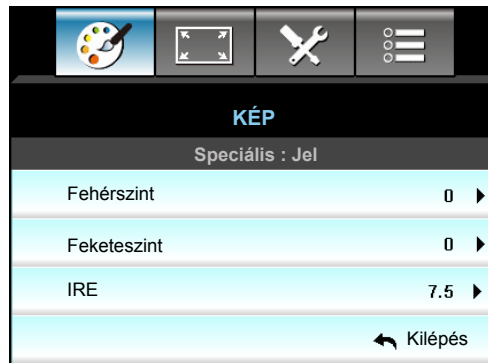 KÉP
Speciális : Jel
Fehérszint 0
Feketeszint 0
IRE 7.5
Kilépés